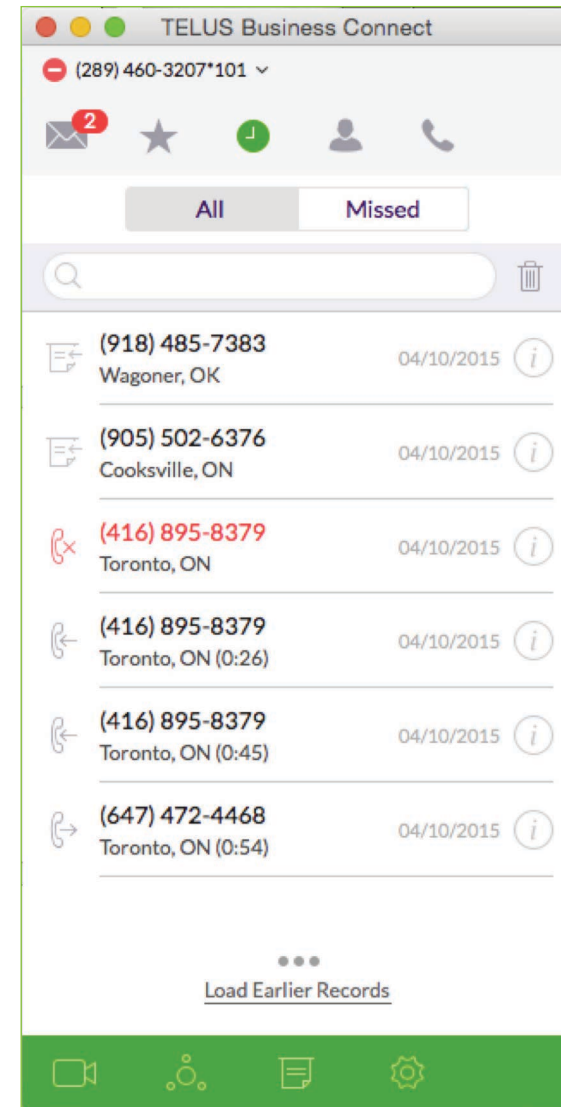 TELUS Business Connect
(289) 460-3207*101
2
All Missed
(918) 485-7383
Wagoner, OK
04/10/2015
(905) 502-6376
Cooksville, ON
04/10/2015
(416) 895-8379
Toronto, ON
04/10/2015
(416) 895-8379
Toronto, ON (0:26)
04/10/2015
(416) 895-8379
Toronto, ON (0:45)
04/10/2015
(647) 472-4468
Toronto, ON (0:54)
04/10/2015
Load Earlier Records